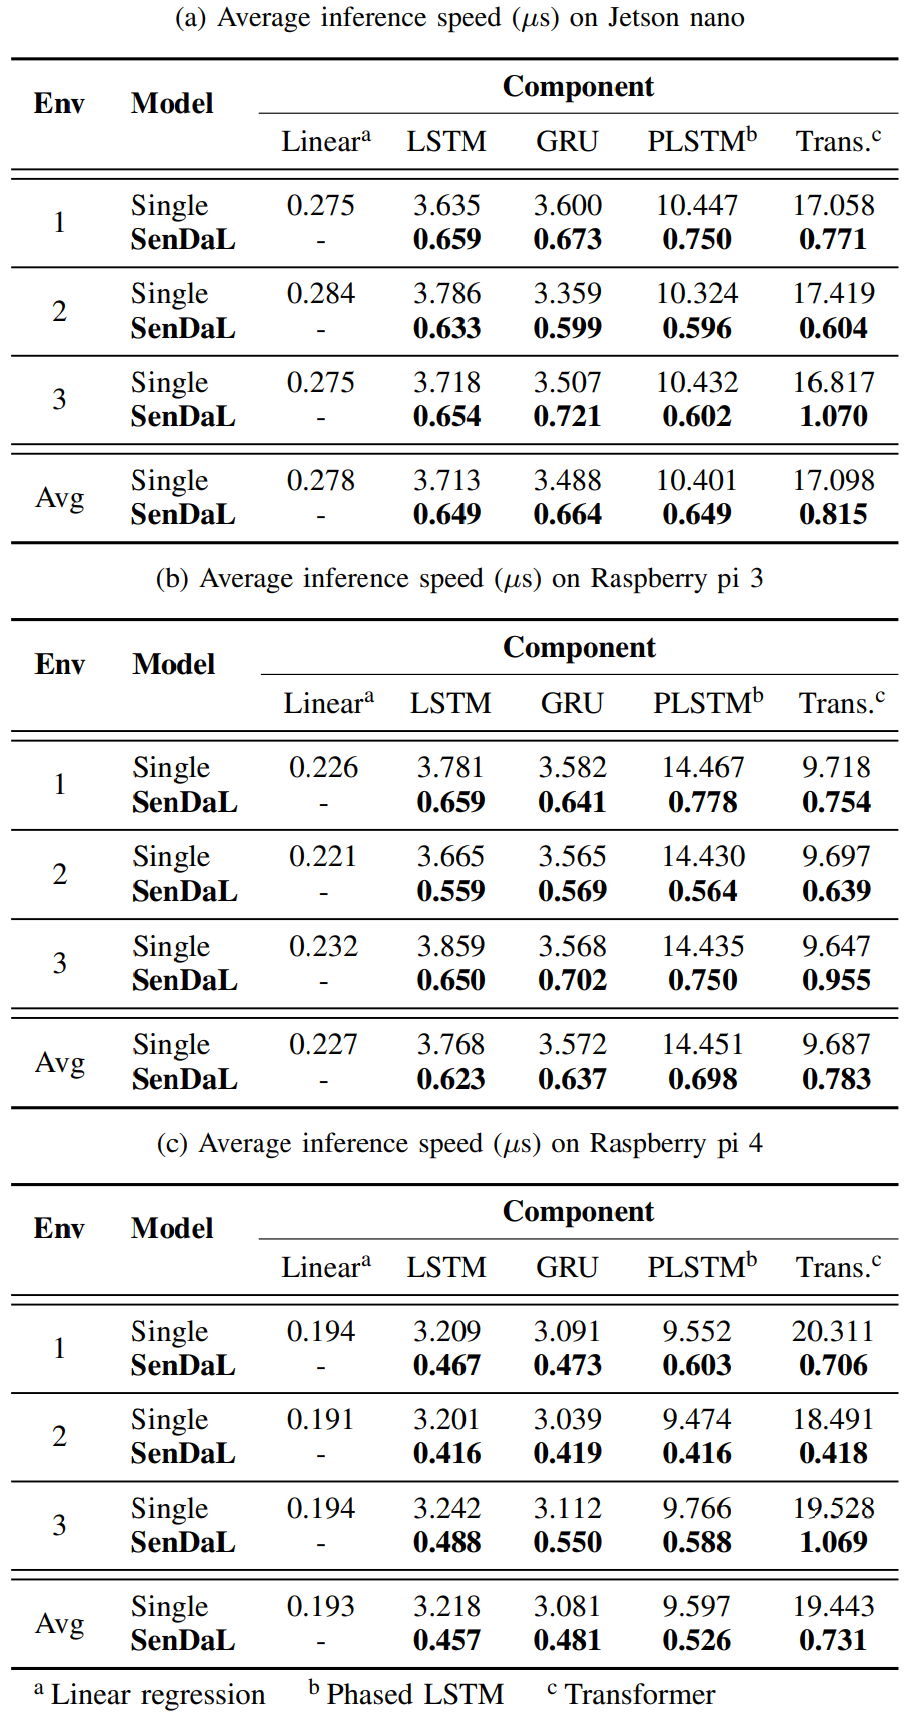 (a) Average inference speed (μs) on Jetson nano
Env Model Component
Linearᵃ LSTM GRU PLSTMᵇ Trans.ᶜ
1 Single 0.275 3.635 3.600 10.447 17.058
SenDaL - 0.659 0.673 0.750 0.771
2 Single 0.284 3.786 3.359 10.324 17.419
SenDaL - 0.633 0.599 0.596 0.604
3 Single 0.275 3.718 3.507 10.432 16.817
SenDaL - 0.654 0.721 0.602 1.070
Avg Single 0.278 3.713 3.488 10.401 17.098
SenDaL - 0.649 0.664 0.649 0.815
(b) Average inference speed (μs) on Raspberry pi 3
Env Model Component
Linearᵃ LSTM GRU PLSTMᵇ Trans.ᶜ
1 Single 0.226 3.781 3.582 14.467 9.718
SenDaL - 0.659 0.641 0.778 0.754
2 Single 0.221 3.665 3.565 14.430 9.697
SenDaL - 0.559 0.569 0.564 0.639
3 Single 0.232 3.859 3.568 14.435 9.647
SenDaL - 0.650 0.702 0.750 0.955
Avg Single 0.227 3.768 3.572 14.451 9.687
SenDaL - 0.623 0.637 0.698 0.783
(c) Average inference speed (μs) on Raspberry pi 4
Env Model Component
Linearᵃ LSTM GRU PLSTMᵇ Trans.ᶜ
1 Single 0.194 3.209 3.091 9.552 20.311
SenDaL - 0.467 0.473 0.603 0.706
2 Single 0.191 3.201 3.039 9.474 18.491
SenDaL - 0.416 0.419 0.416 0.418
3 Single 0.194 3.242 3.112 9.766 19.528
SenDaL - 0.488 0.550 0.588 1.069
Avg Single 0.193 3.218 3.081 9.597 19.443
SenDaL - 0.457 0.481 0.526 0.731
ᵃ Linear regression ᵇ Phased LSTM ᶜ Transformer